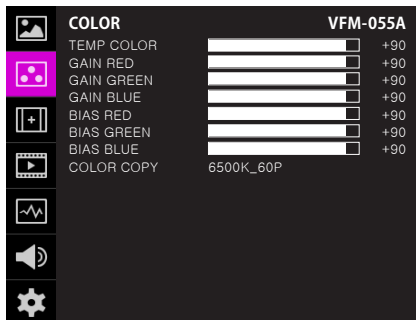 COLOR VFM-055A
TEMP COLOR +90
GAIN RED +90
GAIN GREEN +90
GAIN BLUE +90
BIAS RED +90
BIAS GREEN +90
BIAS BLUE +90
COLOR COPY 6500K_60P